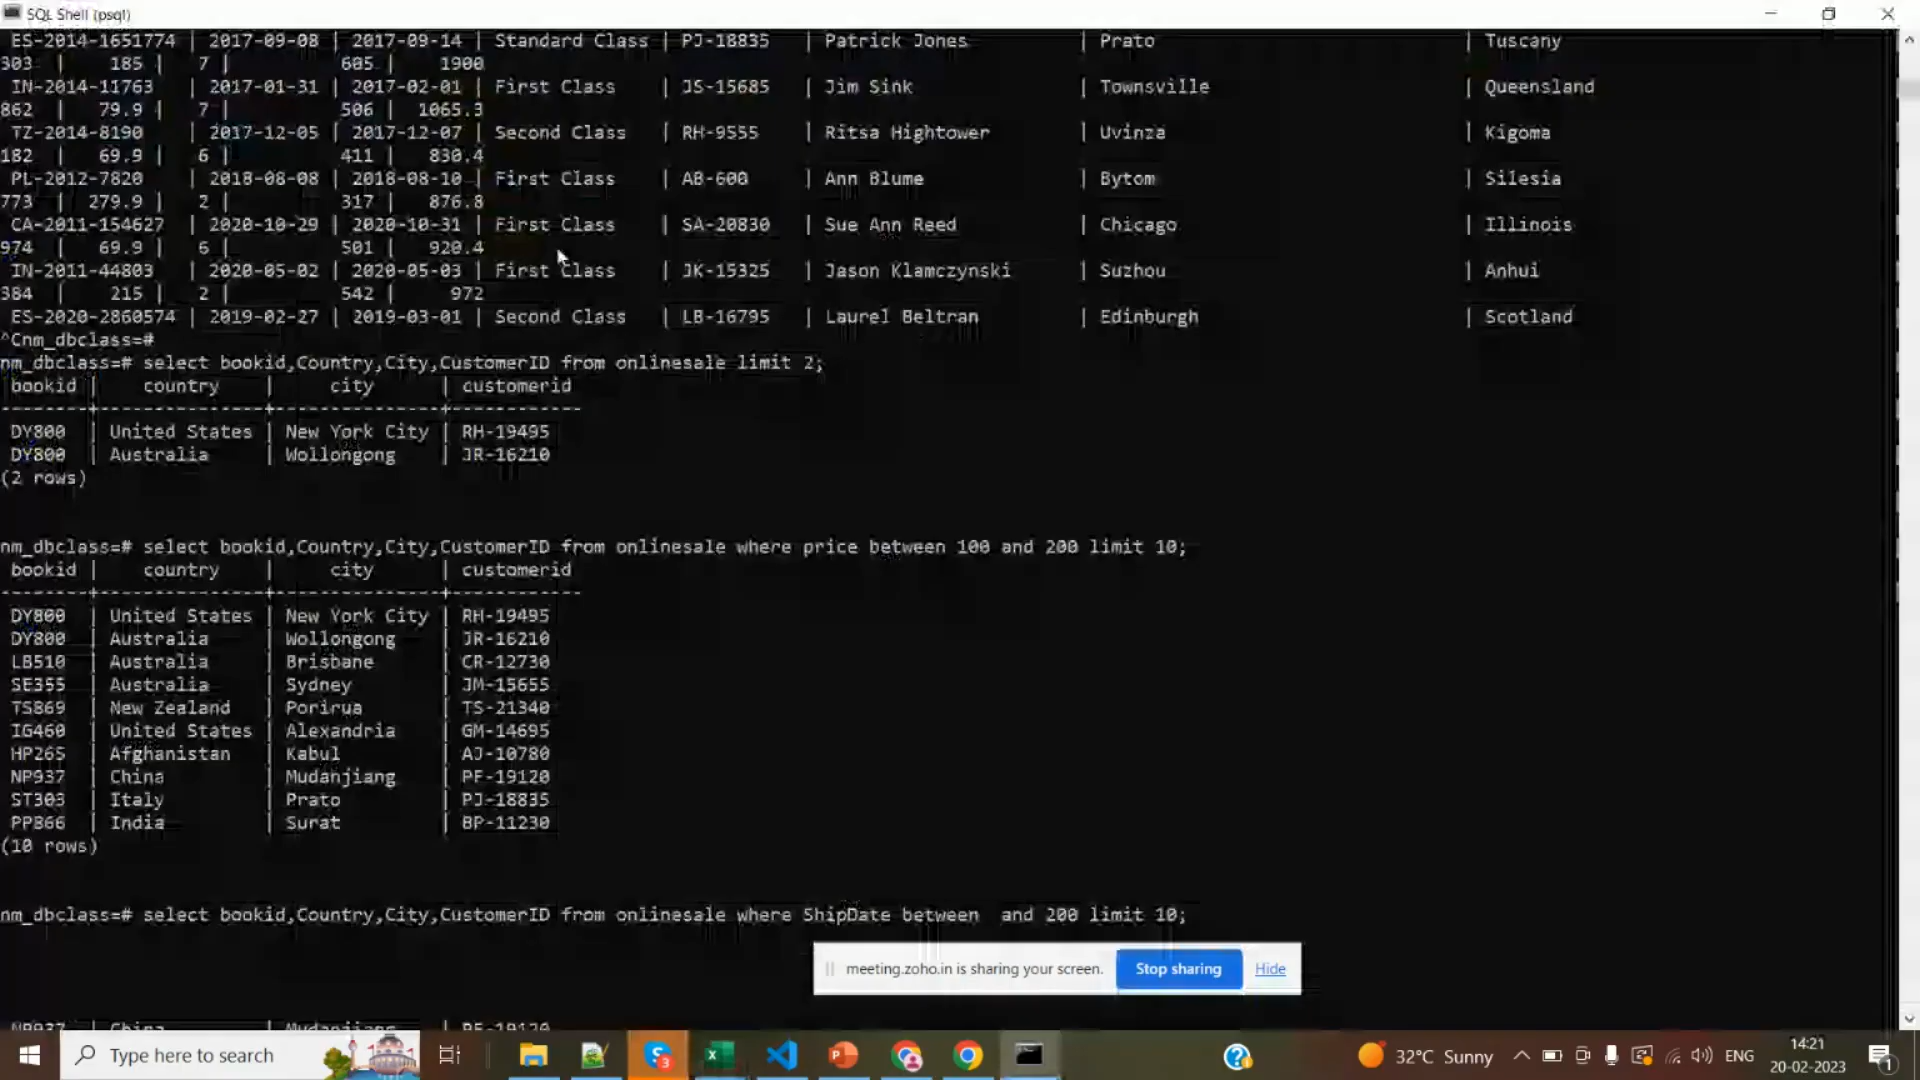 SQL Shell (psql)
ES-2014-1651774 | 2017-09-08 | 2017-09-14 | Standard Class | PJ-18835 | Patrick Jones | Prato | Tuscany
303 | 185 | 7 | 605 | 1900
IN-2014-11763 | 2017-01-31 | 2017-02-01 | First Class | JS-15685 | Jim Sink | Townsville | Queensland
862 | 79.9 | 7 | 506 | 1065.3
TZ-2014-8190 | 2017-12-05 | 2017-12-07 | Second Class | RH-9555 | Ritsa Hightower | Uvinza | Kigoma
182 | 69.9 | 6 | 411 | 830.4
PL-2012-7820 | 2018-08-08 | 2018-08-10 | First Class | AB-600 | Ann Blume | Bytom | Silesia
773 | 279.9 | 2 | 317 | 876.8
CA-2011-154627 | 2020-10-29 | 2020-10-31 | First Class | SA-20830 | Sue Ann Reed | Chicago | Illinois
974 | 69.9 | 6 | 501 | 920.4
IN-2011-44803 | 2020-05-02 | 2020-05-03 | First Class | JK-15325 | Jason Klamczynski | Suzhou | Anhui
384 | 215 | 2 | 542 | 972
ES-2020-2860574 | 2019-02-27 | 2019-03-01 | Second Class | LB-16795 | Laurel Beltran | Edinburgh | Scotland
^Cnm_dbclass=#
nm_dbclass=# select bookid,Country,City,CustomerID from onlinesale limit 2;
bookid | country | city | customerid
DY800 | United States | New York City | RH-19495
DY800 | Australia | Wollongong | JR-16210
(2 rows)
nm_dbclass=# select bookid,Country,City,CustomerID from onlinesale where price between 100 and 200 limit 10;
bookid | country | city | customerid
DY800 | United States | New York City | RH-19495
DY800 | Australia | Wollongong | JR-16210
LB510 | Australia | Brisbane | CR-12730
SE355 | Australia | Sydney | JM-15655
TS869 | New Zealand | Porirua | TS-21340
IG460 | United States | Alexandria | GM-14695
HP265 | Afghanistan | Kabul | AJ-10780
NP937 | China | Mudanjiang | PF-19120
ST303 | Italy | Prato | PJ-18835
PP866 | India | Surat | BP-11230
(10 rows)
nm_dbclass=# select bookid,Country,City,CustomerID from onlinesale where ShipDate between  and 200 limit 10;
meeting.zoho.in is sharing your screen. Stop sharing Hide
NP937 | China | Mudanjiang | PF-19120
Type here to search
3
32°C Sunny
ENG
14:21
20-02-2023
1